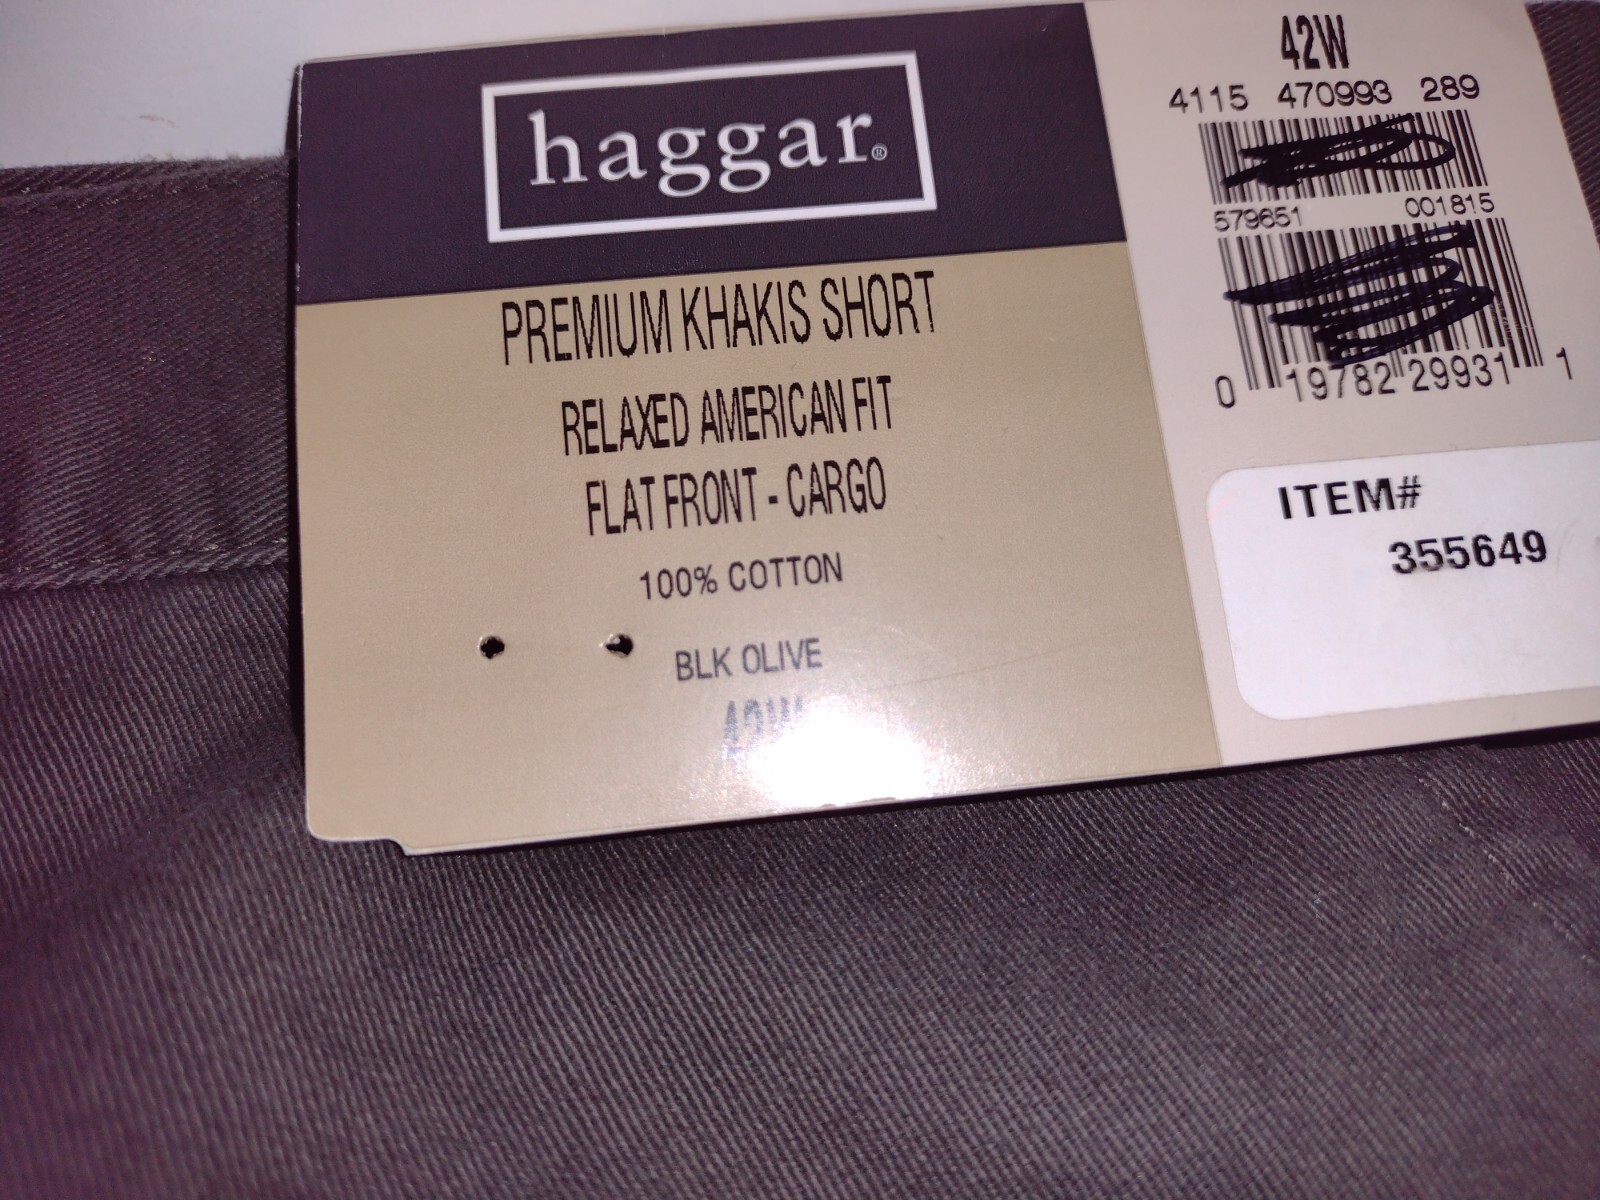 haggar®
PREMIUM KHAKIS SHORT
RELAXED AMERICAN FIT
FLAT FRONT - CARGO
100% COTTON
BLK OLIVE
42W
42W
4115 470993 289
579651 001815
0 19782 29931 1
ITEM#
355649